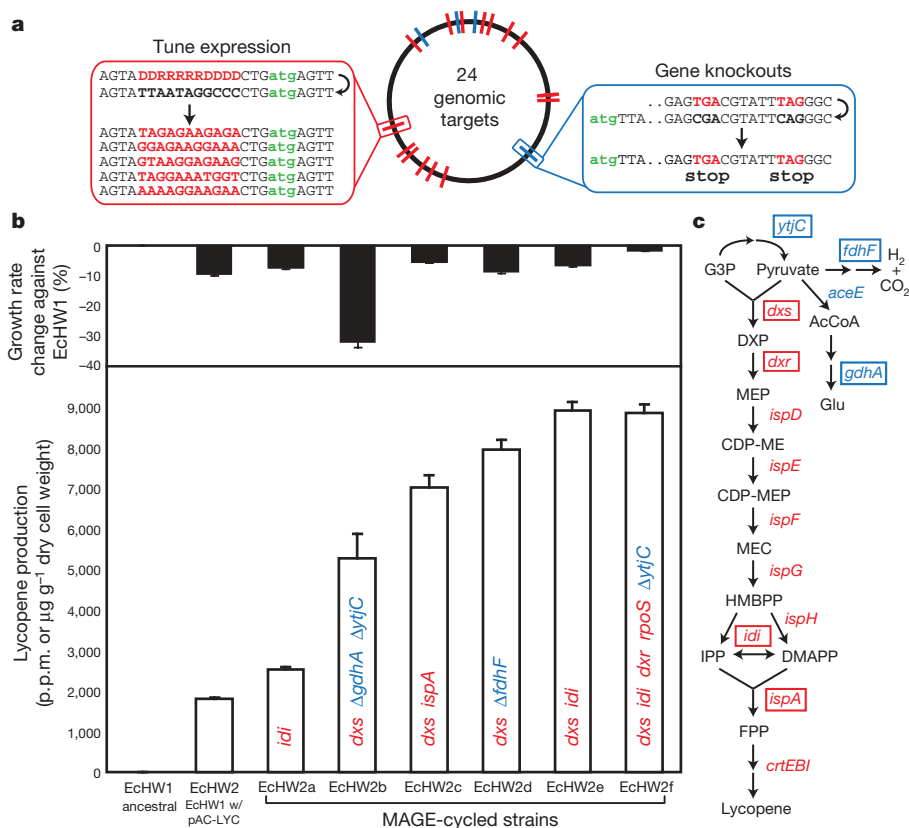 a
Tune expression
AGTADDRRRRRDDDDCTGatgAGTT
AGTATTAATAGGCCCCTGatgAGTT
AGTATAGAGAAGAGACTGatgAGTT
AGTAGGAGAAGGAAACTGatgAGTT
AGTAGTAAGGAGAAGCTGatgAGTT
AGTATAGGAAATGGTCTGatgAGTT
AGTAAAAAGGAAGAACTGatgAGTT
24
genomic
targets
Gene knockouts
..GAGTGACGTATTTAGGGC
atgTTA..GAGCGACGTATTCAGGGC
atgTTA..GAGTGACGTATTTAGGGC
stop stop
b
Growth rate
change against
EcHW1 (%)
0
−10
−20
−30
−40
Lycopene production
(p.p.m. or µg g−1 dry cell weight)
9,000
8,000
7,000
6,000
5,000
4,000
3,000
2,000
1,000
0
idi
dxs ΔgdhA ΔytjC
dxs ispA
dxs ΔfdhF
dxs idi
dxs idi dxr rpoS ΔytjC
EcHW1
ancestral
EcHW2
EcHW1 w/
pAC-LYC
EcHW2a EcHW2b EcHW2c EcHW2d EcHW2e EcHW2f
MAGE-cycled strains
c
ytjC
fdhF
H2
+
CO2
G3P Pyruvate
aceE
dxs
AcCoA
DXP
dxr
gdhA
MEP
Glu
ispD
CDP-ME
ispE
CDP-MEP
ispF
MEC
ispG
HMBPP
ispH
idi
IPP DMAPP
ispA
FPP
crtEBI
Lycopene